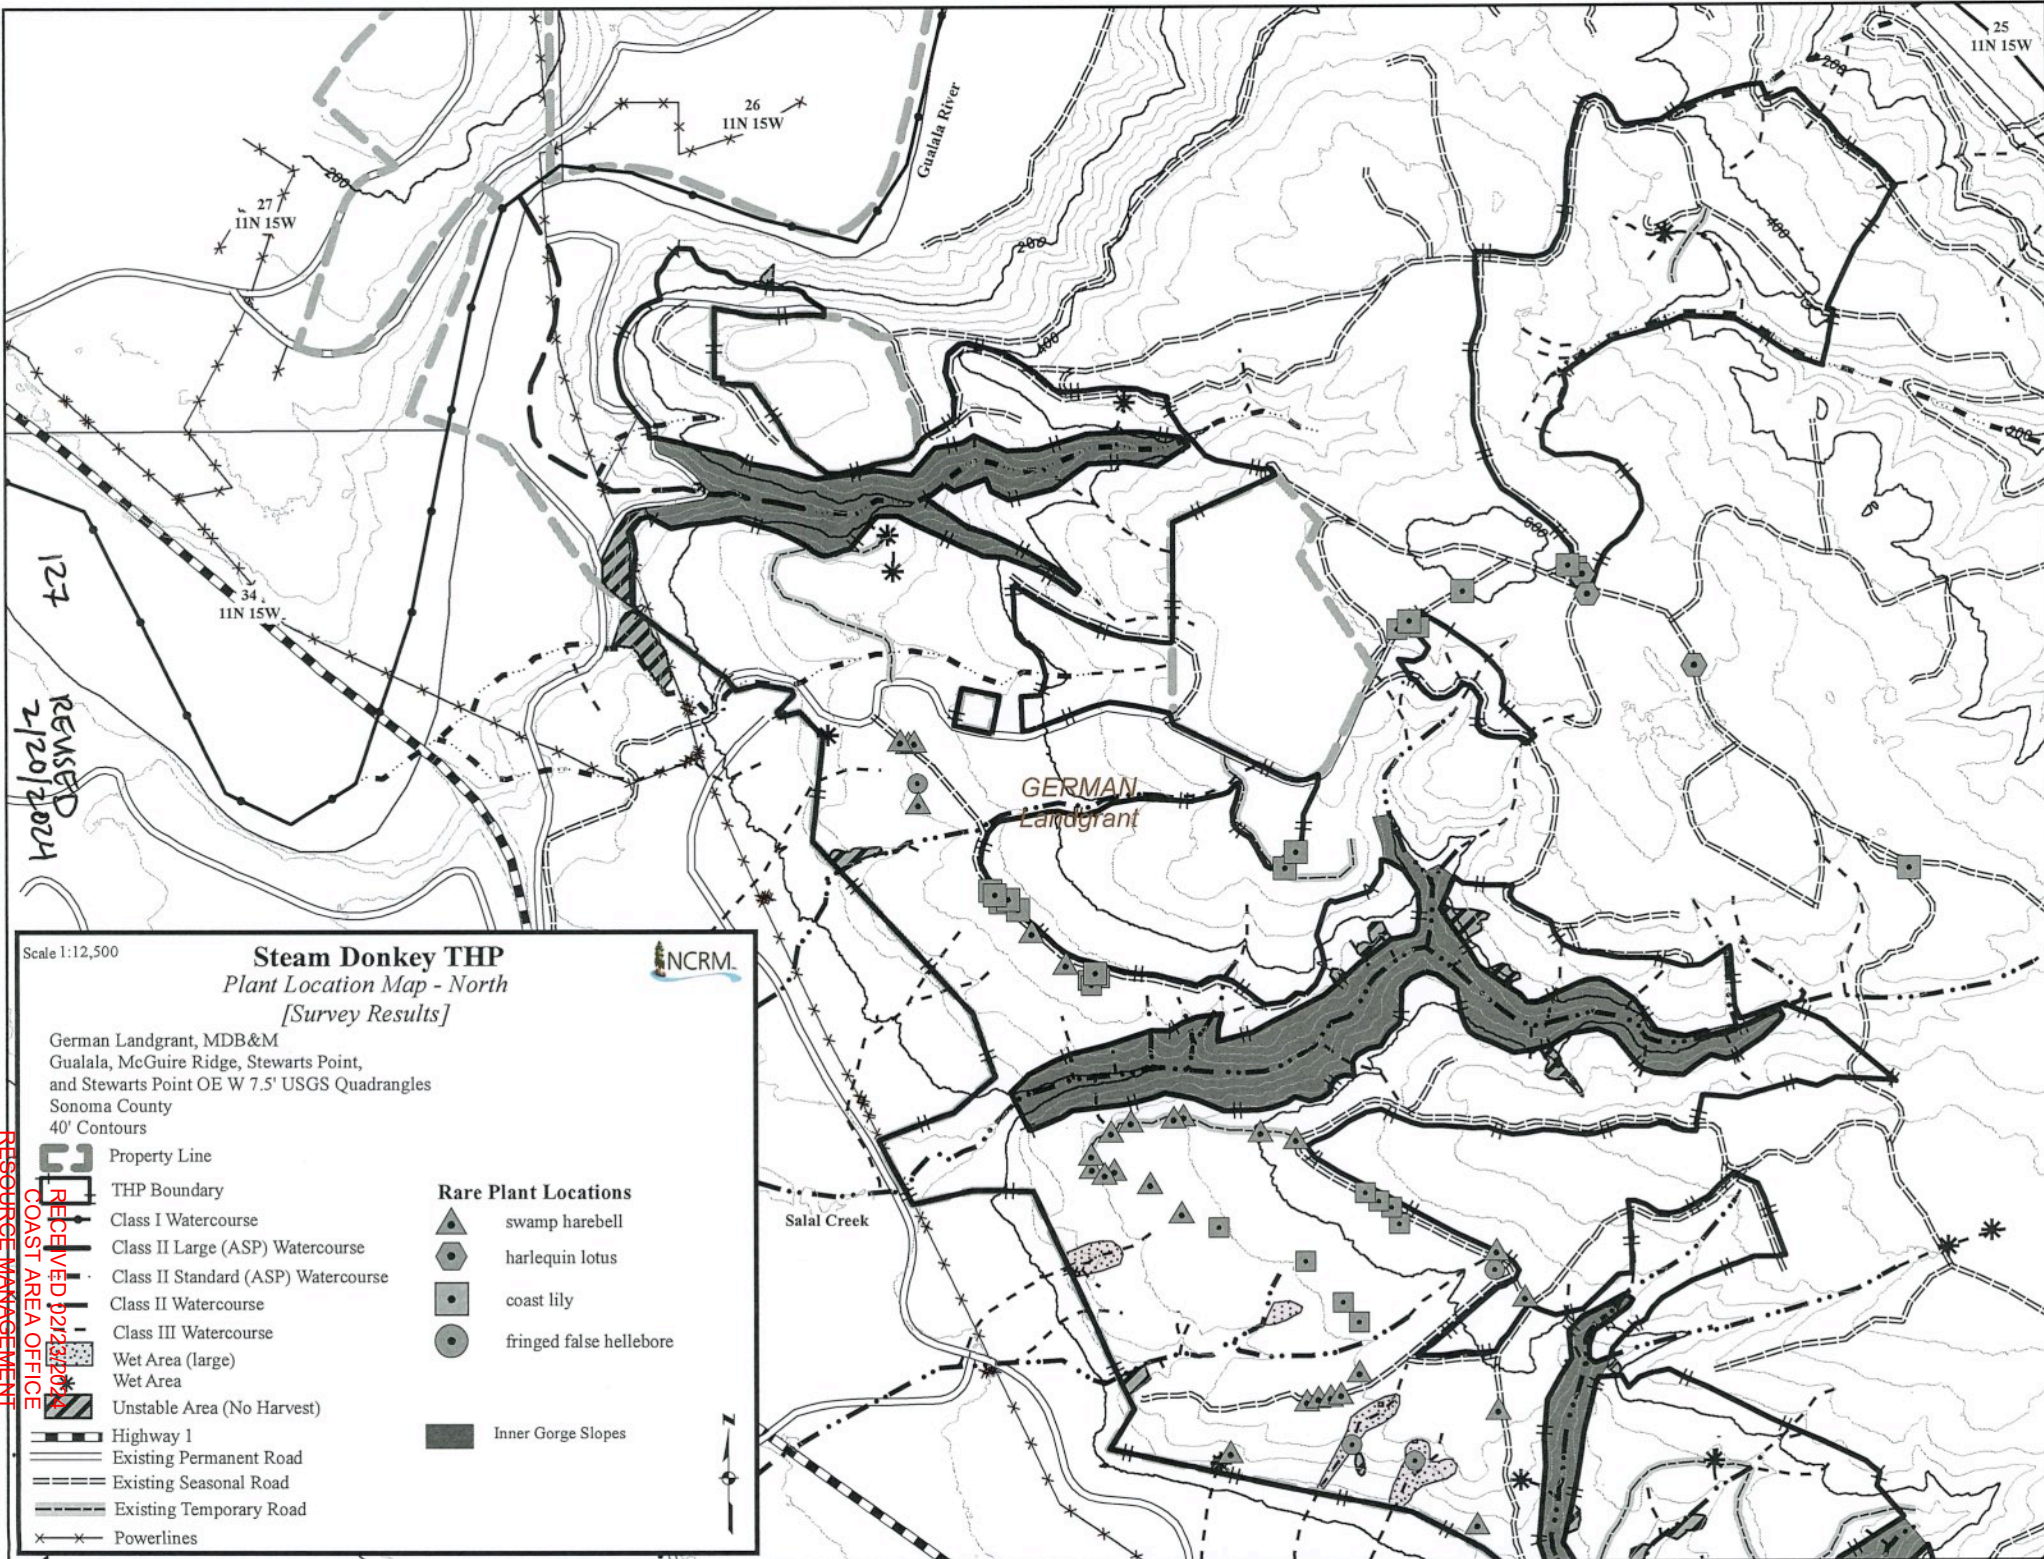 25
11N 15W
200
26
11N 15W
Gualala River
200
27
11N 15W
200
400
400
200
600
127
34
11N 15W
REVISED
2/20/2024
GERMAN
Landgrant
Scale 1:12,500
Steam Donkey THP
NCRM
Plant Location Map - North
[Survey Results]
German Landgrant, MDB&M
Gualala, McGuire Ridge, Stewarts Point,
and Stewarts Point OE W 7.5' USGS Quadrangles
Sonoma County
40' Contours
Property Line
THP Boundary
Class I Watercourse
Class II Large (ASP) Watercourse
Class II Standard (ASP) Watercourse
Class II Watercourse
Class III Watercourse
Wet Area (large)
Wet Area
Unstable Area (No Harvest)
Highway 1
Existing Permanent Road
Existing Seasonal Road
Existing Temporary Road
Powerlines
Rare Plant Locations
swamp harebell
harlequin lotus
coast lily
fringed false hellebore
Inner Gorge Slopes
Z
Salal Creek
RECEIVED 02/23/2024
COAST AREA OFFICE
RESOURCE MANAGEMENT